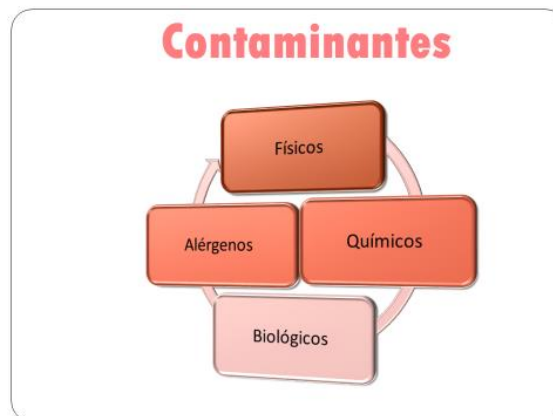 Contaminantes
Físicos
Alérgenos
Químicos
Biológicos